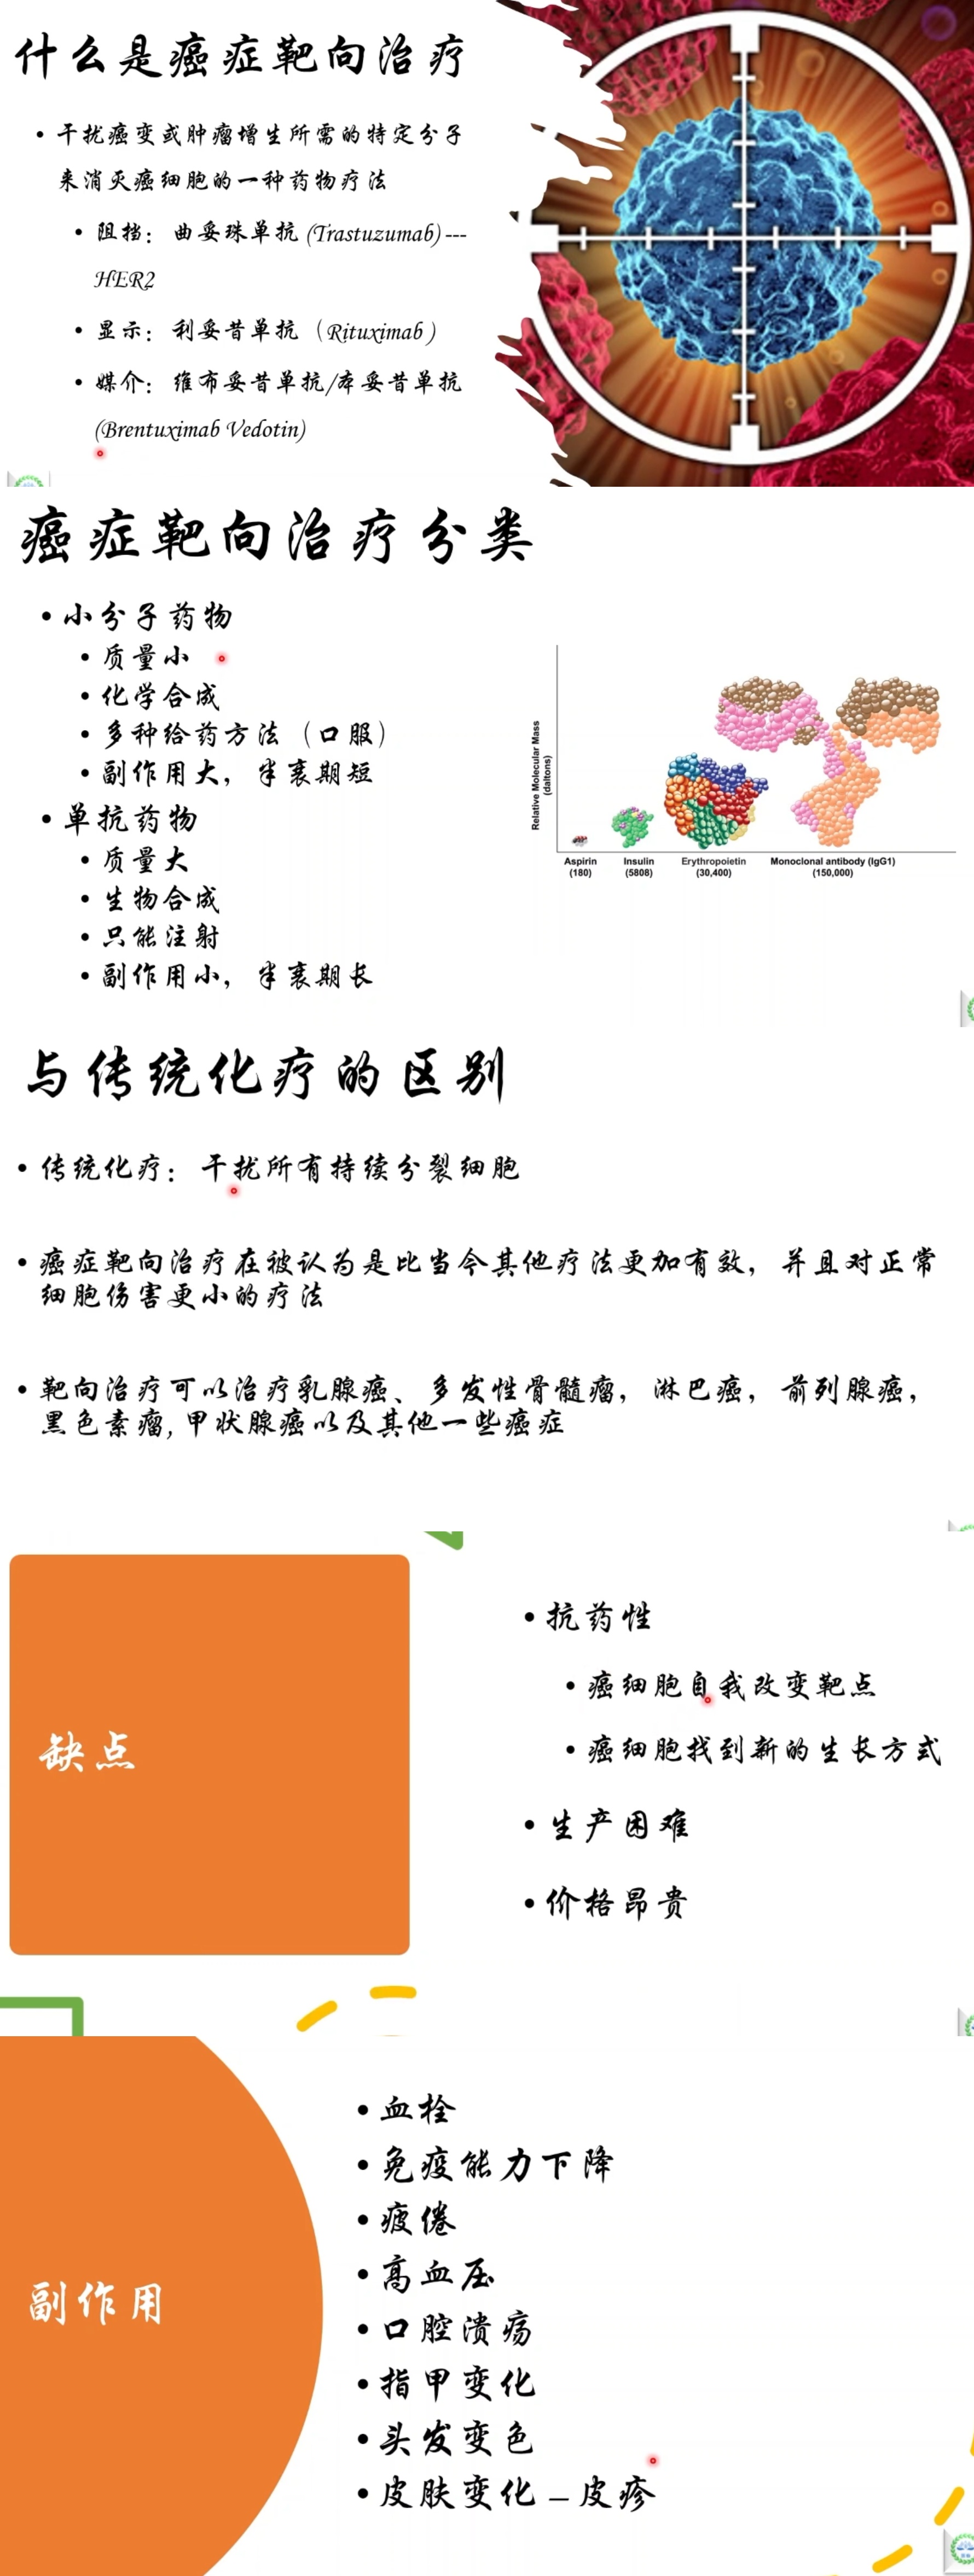 什么是癌症靶向治疗
• 干扰癌变或肿瘤增生所需的特定分子
来消灭癌细胞的一种药物疗法
• 阻挡：曲妥珠单抗 (Trastuzumab) ---
HER2
• 显示：利妥昔单抗（Rituximab）
• 媒介：维布妥昔单抗/本妥昔单抗
(Brentuximab Vedotin)
癌症靶向治疗分类
• 小分子药物
• 质量小
• 化学合成
• 多种给药方法（口服）
• 副作用大，半衰期短
• 单抗药物
• 质量大
• 生物合成
• 只能注射
• 副作用小，半衰期长
Relative Molecular Mass
(daltons)
Aspirin
(180)
Insulin
(5808)
Erythropoietin
(30,400)
Monoclonal antibody (IgG1)
(150,000)
与传统化疗的区别
• 传统化疗：干扰所有持续分裂细胞
• 癌症靶向治疗在被认为是比当今其他疗法更加有效，并且对正常
细胞伤害更小的疗法
• 靶向治疗可以治疗乳腺癌、多发性骨髓瘤，淋巴癌，前列腺癌，
黑色素瘤, 甲状腺癌以及其他一些癌症
缺点
• 抗药性
• 癌细胞自我改变靶点
• 癌细胞找到新的生长方式
• 生产困难
• 价格昂贵
副作用
• 血栓
• 免疫能力下降
• 疲倦
• 高血压
• 口腔溃疡
• 指甲变化
• 头发变色
• 皮肤变化 – 皮疹